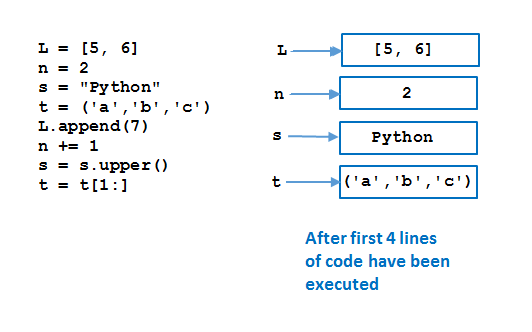 L = [5, 6]
n = 2
s = "Python"
t = ('a','b','c')
L.append(7)
n += 1
s = s.upper()
t = t[1:]
L [5, 6]
n 2
s Python
t ('a','b','c')
After first 4 lines
of code have been
executed